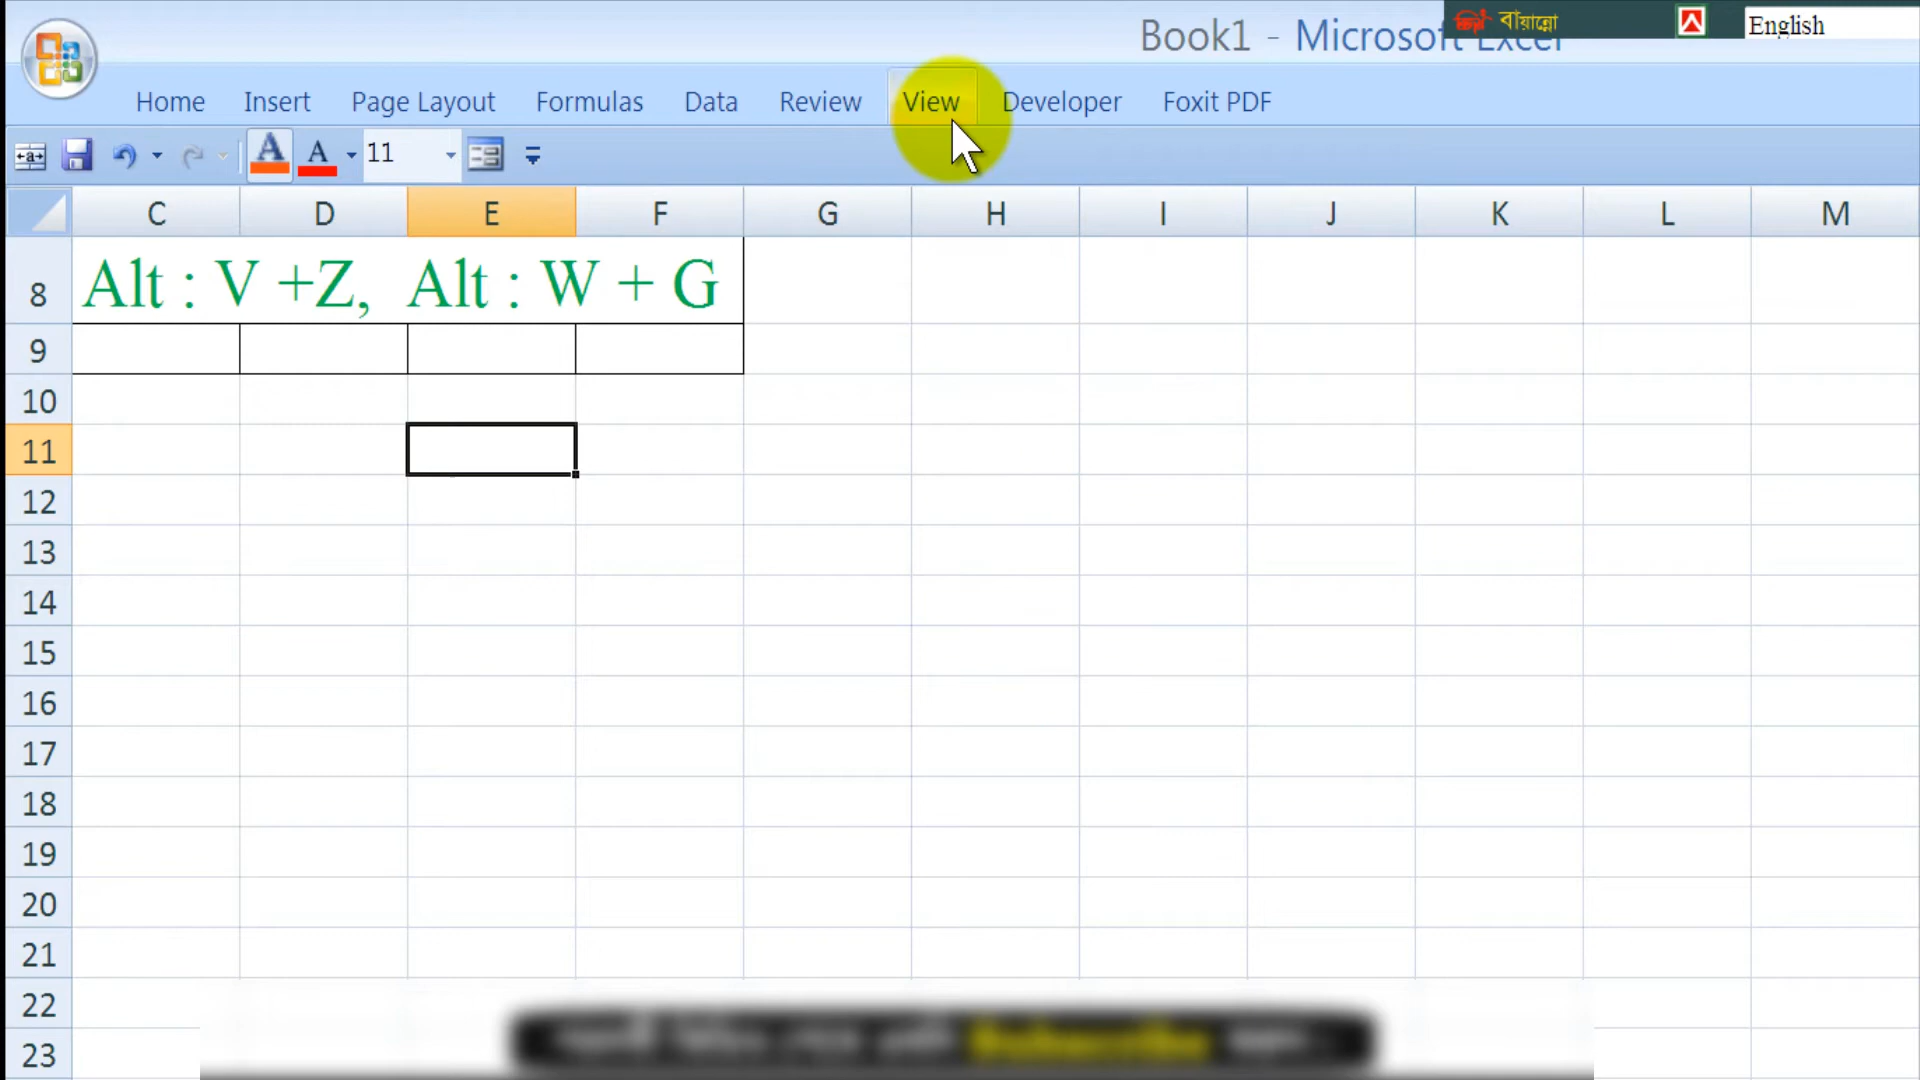 Book1 - Microsoft Excel
বায়ান্নো
English
Home Insert Page Layout Formulas Data Review View Developer Foxit PDF
11
C D E F G H I J K L M
8 Alt : V +Z, Alt : W + G
9
10
11
12
13
14
15
16
17
18
19
20
21
22
23
Subscribe